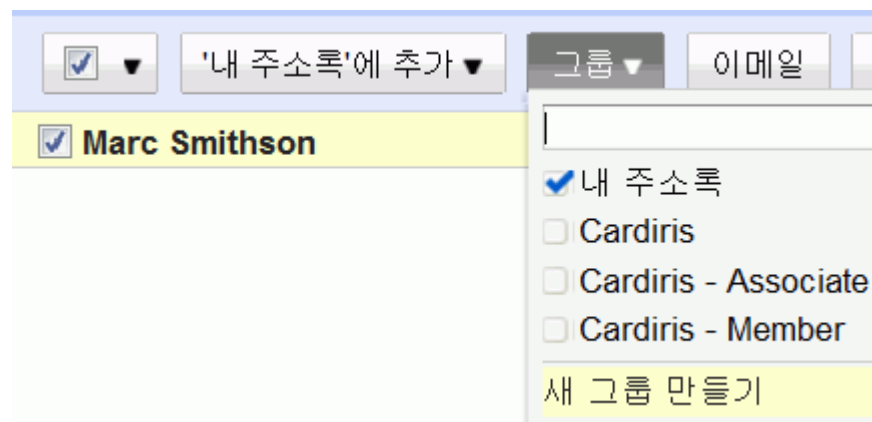 '내 주소록'에 추가 그룹 이메일
Marc Smithson
내 주소록
Cardiris
Cardiris - Associate
Cardiris - Member
새 그룹 만들기